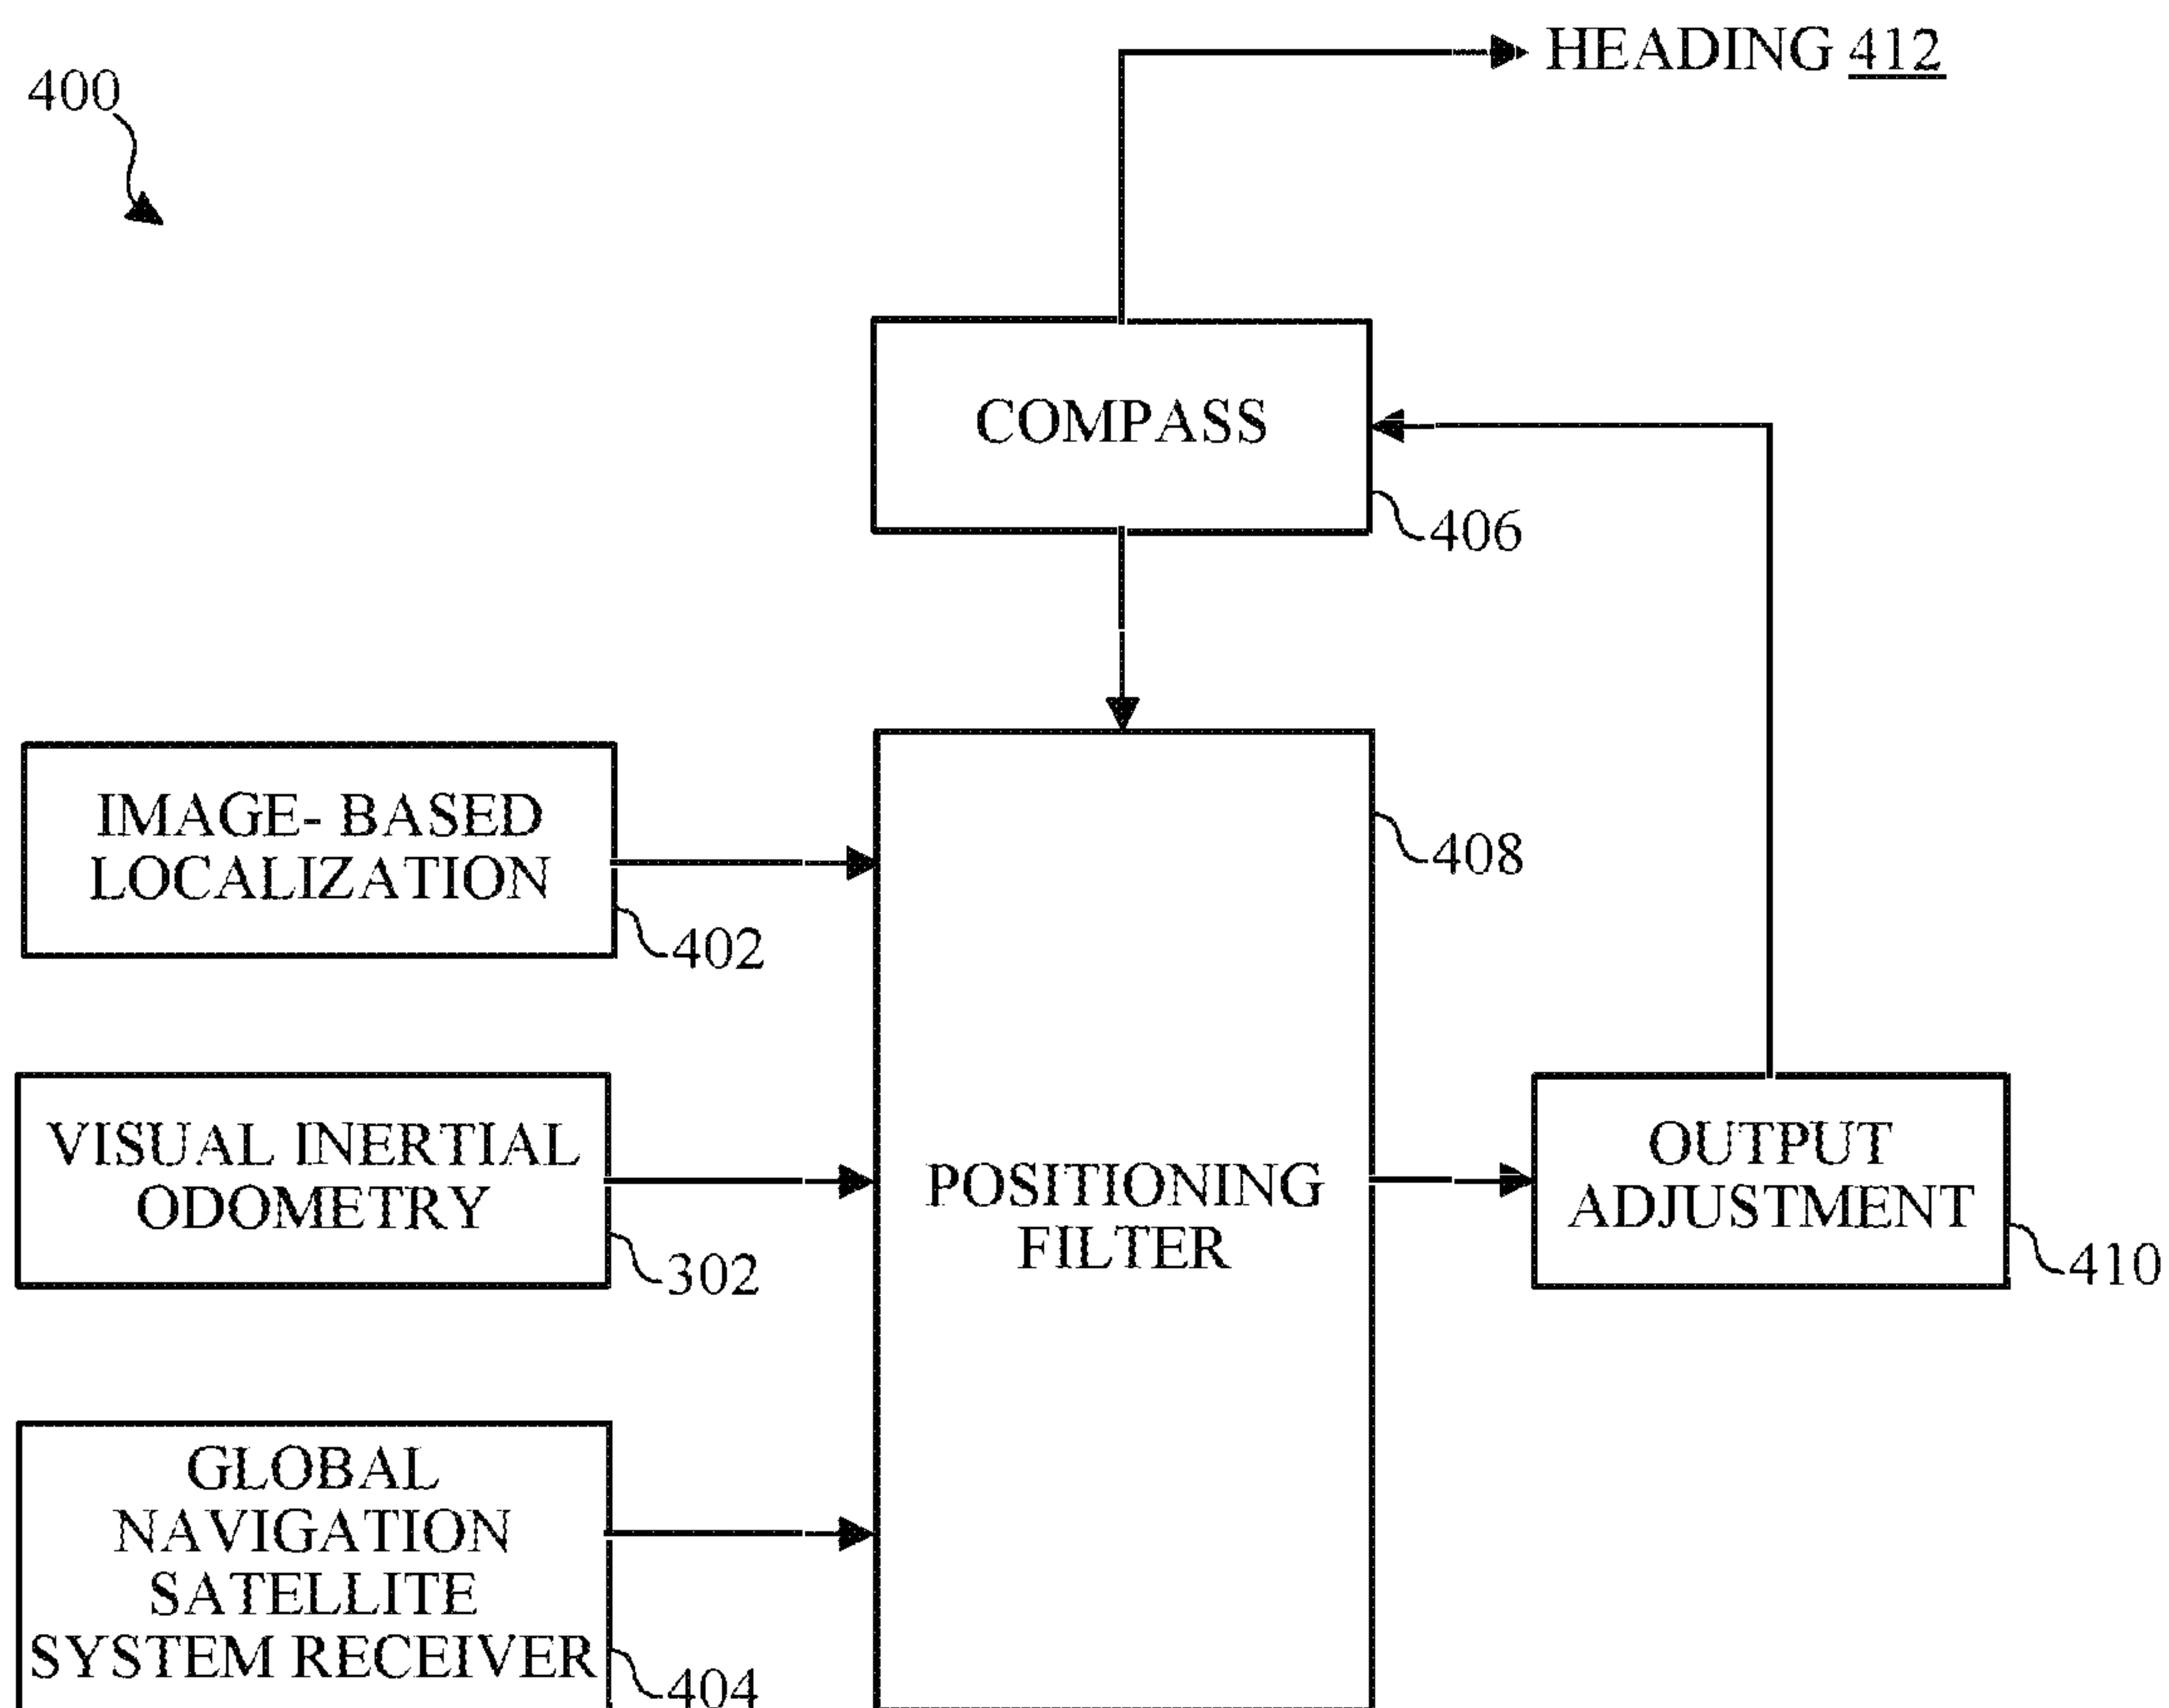 HEADING 412
400
COMPASS
406
IMAGE- BASED
LOCALIZATION
402
408
VISUAL INERTIAL
ODOMETRY
302
POSITIONING
FILTER
OUTPUT
ADJUSTMENT
410
GLOBAL
NAVIGATION
SATELLITE
SYSTEM RECEIVER
404